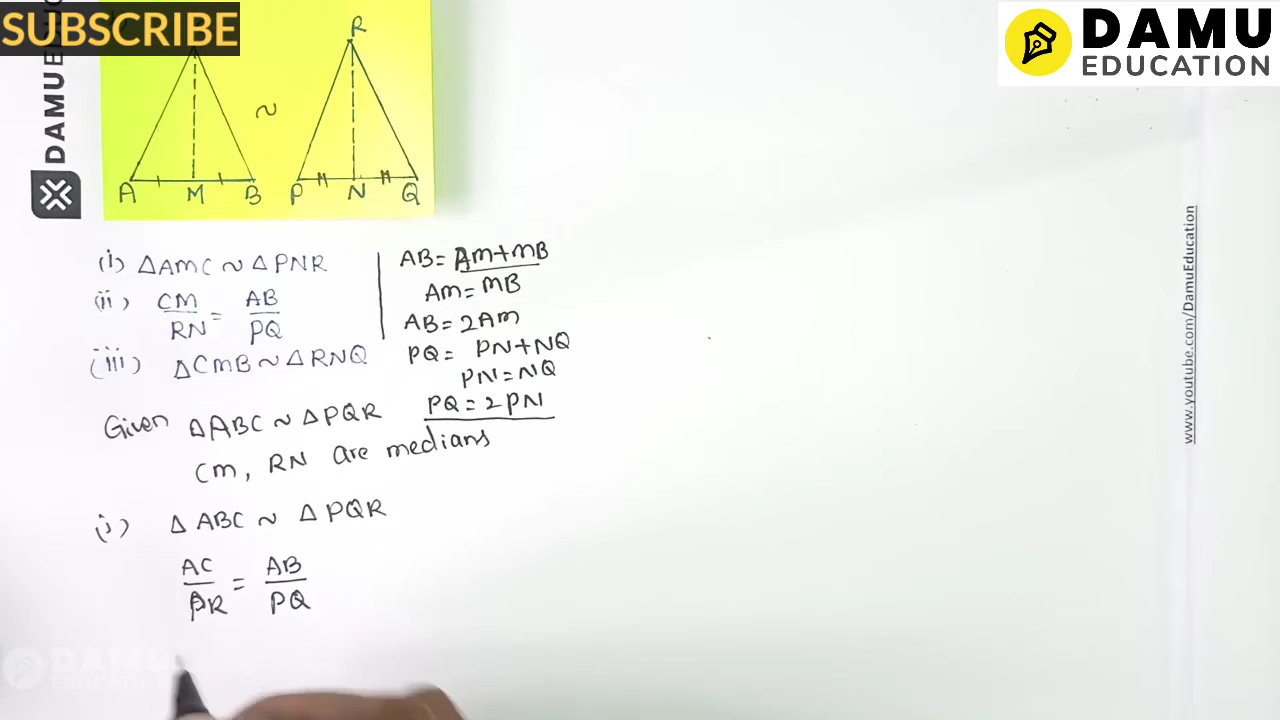 SUBSCRIBE
DAMU
EDUCATION
DAMUE
R
~
A M B P N Q
(i) ΔAMC ~ ΔPNR
(ii) CM/RN = AB/PQ
(iii) ΔCMB ~ ΔRNQ
AB = AM+MB
AM = MB
AB = 2AM
PQ = PN+NQ
PN = NQ
PQ = 2PN
Given ΔABC ~ ΔPQR
CM, RN are medians
(i) ΔABC ~ ΔPQR
AC/PR = AB/PQ
www.youtube.com/DamuEducation
DAMU
EDUCATION